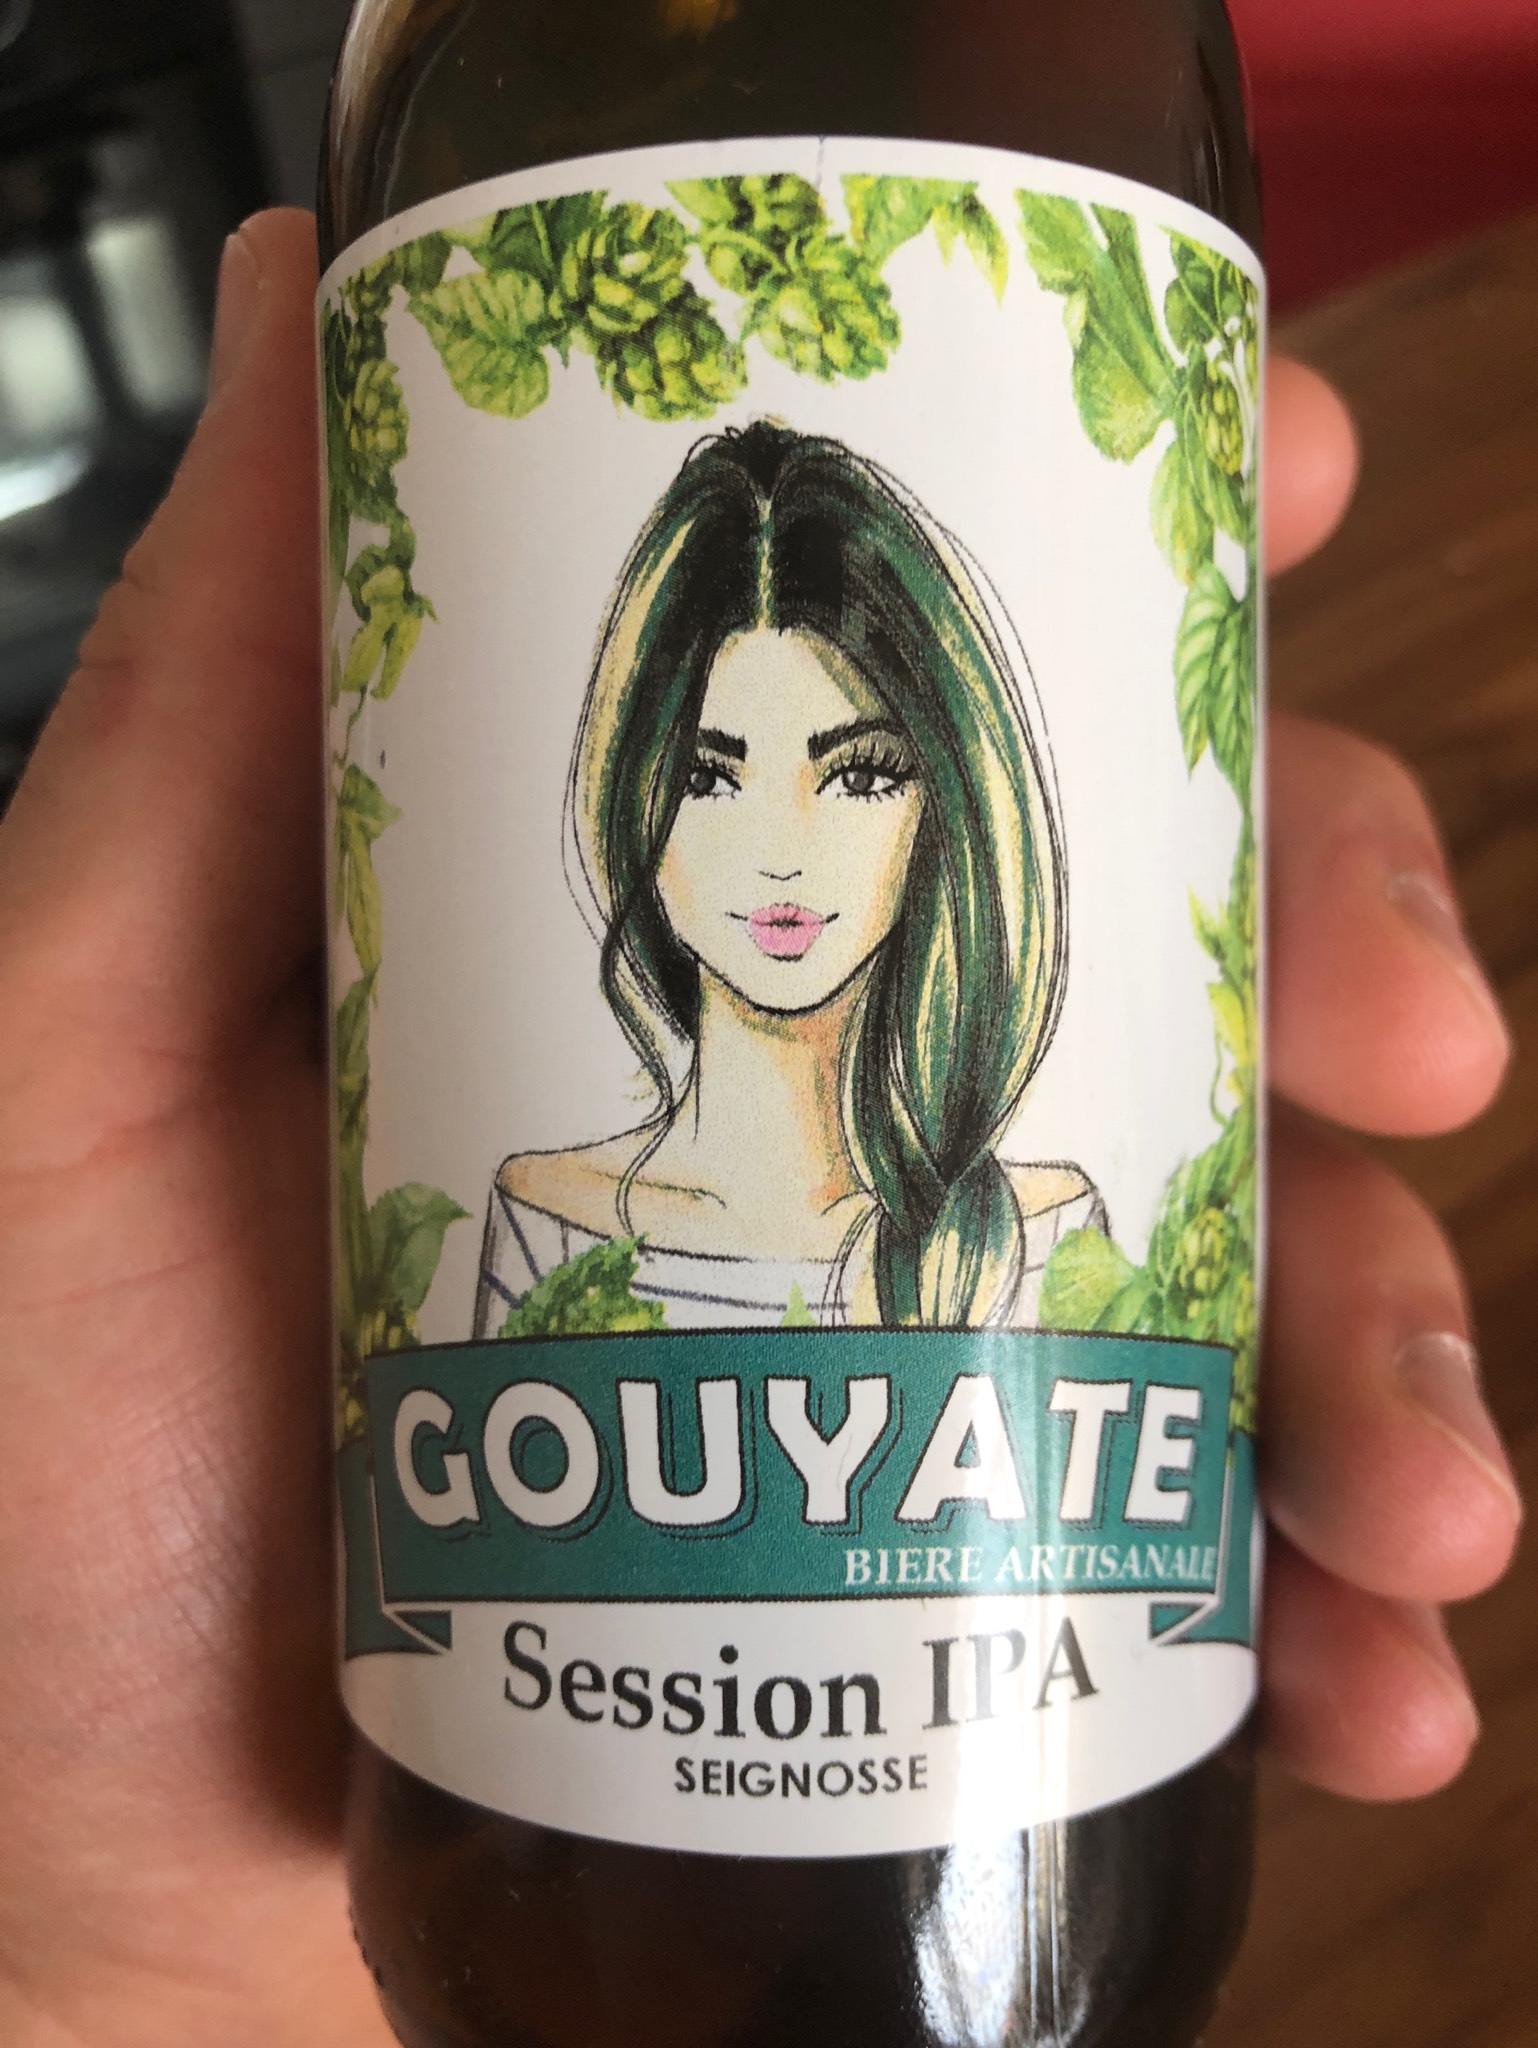 GOUYATE
BIERE ARTISANALE
Session IPA
SEIGNOSSE